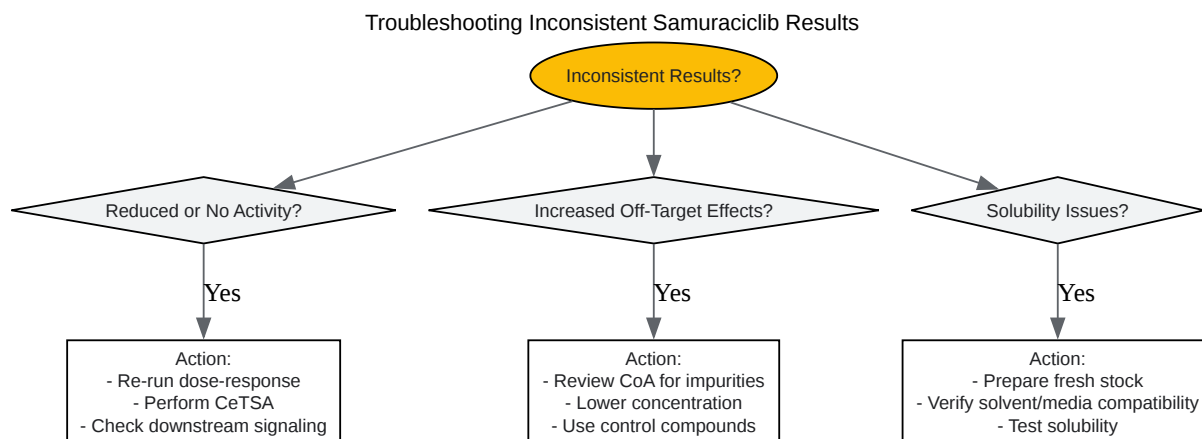 Troubleshooting Inconsistent Samuraciclib Results
Inconsistent Results?
Reduced or No Activity?
Increased Off-Target Effects?
Solubility Issues?
Yes
Yes
Yes
Action:
- Re-run dose-response
- Perform CeTSA
- Check downstream signaling
Action:
- Review CoA for impurities
- Lower concentration
- Use control compounds
Action:
- Prepare fresh stock
- Verify solvent/media compatibility
- Test solubility